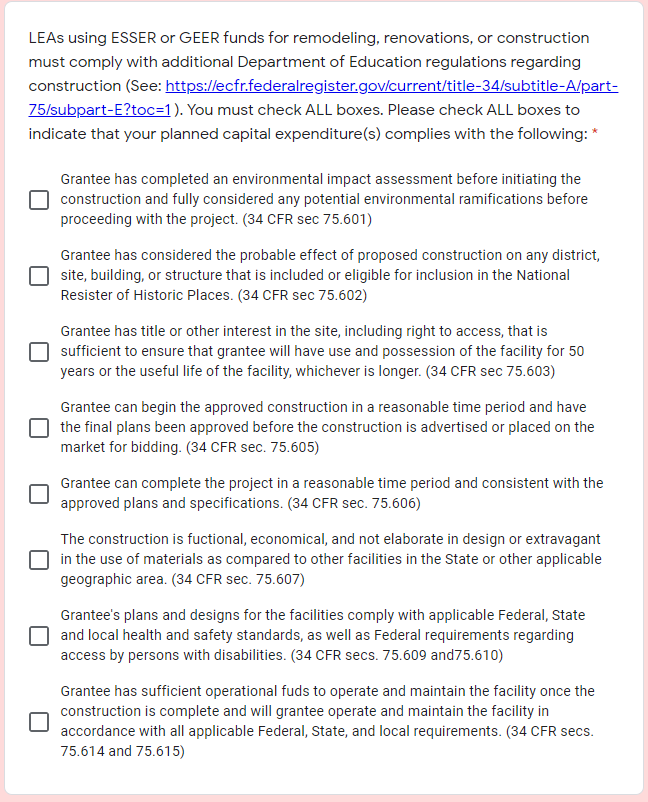 LEAs using ESSER or GEER funds for remodeling, renovations, or construction
must comply with additional Department of Education regulations regarding
construction (See: https://ecfr.federalregister.gov/current/title-34/subtitle-A/part-
75/subpart-E?toc=1 ). You must check ALL boxes. Please check ALL boxes to
indicate that your planned capital expenditure(s) complies with the following: *
Grantee has completed an environmental impact assessment before initiating the
construction and fully considered any potential environmental ramifications before
proceeding with the project. (34 CFR sec 75.601)
Grantee has considered the probable effect of proposed construction on any district,
site, building, or structure that is included or eligible for inclusion in the National
Resister of Historic Places. (34 CFR sec 75.602)
Grantee has title or other interest in the site, including right to access, that is
sufficient to ensure that grantee will have use and possession of the facility for 50
years or the useful life of the facility, whichever is longer. (34 CFR sec 75.603)
Grantee can begin the approved construction in a reasonable time period and have
the final plans been approved before the construction is advertised or placed on the
market for bidding. (34 CFR sec. 75.605)
Grantee can complete the project in a reasonable time period and consistent with the
approved plans and specifications. (34 CFR sec. 75.606)
The construction is fuctional, economical, and not elaborate in design or extravagant
in the use of materials as compared to other facilities in the State or other applicable
geographic area. (34 CFR sec. 75.607)
Grantee's plans and designs for the facilities comply with applicable Federal, State
and local health and safety standards, as well as Federal requirements regarding
access by persons with disabilities. (34 CFR secs. 75.609 and75.610)
Grantee has sufficient operational fuds to operate and maintain the facility once the
construction is complete and will grantee operate and maintain the facility in
accordance with all applicable Federal, State, and local requirements. (34 CFR secs.
75.614 and 75.615)